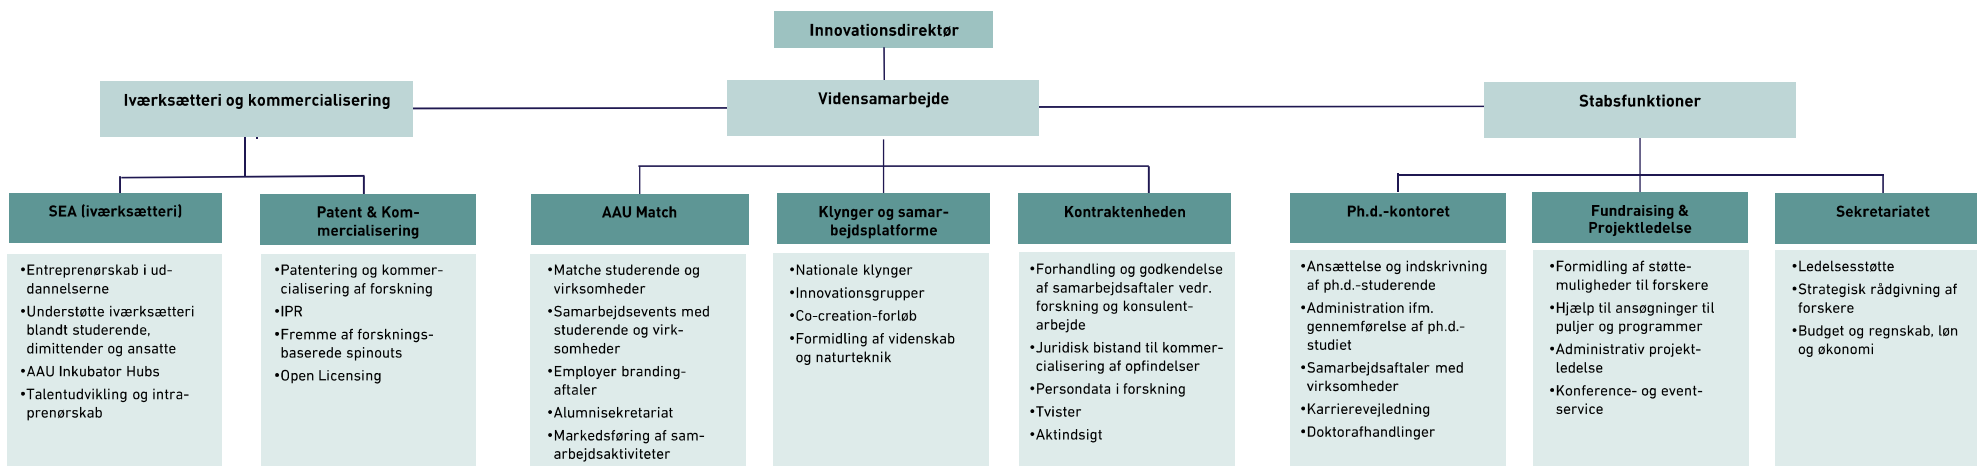 Innovationsdirektør
Iværksætteri og kommercialisering
Vidensamarbejde
Stabsfunktioner
SEA (iværksætteri)
•Entreprenørskab i ud-
dannelserne
•Understøtte iværksætteri
blandt studerende,
dimittender og ansatte
•AAU Inkubator Hubs
•Talentudvikling og intra-
prenørskab
Patent & Kom-
mercialisering
•Patentering og kommer-
cialisering af forskning
•IPR
•Fremme af forsknings-
baserede spinouts
•Open Licensing
AAU Match
•Matche studerende og
virksomheder
•Samarbejdsevents med
studerende og virk-
somheder
•Employer branding-
aftaler
•Alumnisekretariat
•Markedsføring af sam-
arbejdsaktiviteter
Klynger og samar-
bejdsplatforme
•Nationale klynger
•Innovationsgrupper
•Co-creation-forløb
•Formidling af videnskab
og naturteknik
Kontraktenheden
•Forhandling og godkendelse
af samarbejdsaftaler vedr.
forskning og konsulent-
arbejde
•Juridisk bistand til kommer-
cialisering af opfindelser
•Persondata i forskning
•Tvister
•Aktindsigt
Ph.d.-kontoret
•Ansættelse og indskrivning
af ph.d.-studerende
•Administration ifm.
gennemførelse af ph.d.-
studiet
•Samarbejdsaftaler med
virksomheder
•Karrierevejledning
•Doktorafhandlinger
Fundraising &
Projektledelse
•Formidling af støtte-
muligheder til forskere
•Hjælp til ansøgninger til
puljer og programmer
•Administrativ projekt-
ledelse
•Konference- og event-
service
Sekretariatet
•Ledelsesstøtte
•Strategisk rådgivning af
forskere
•Budget og regnskab, løn
og økonomi